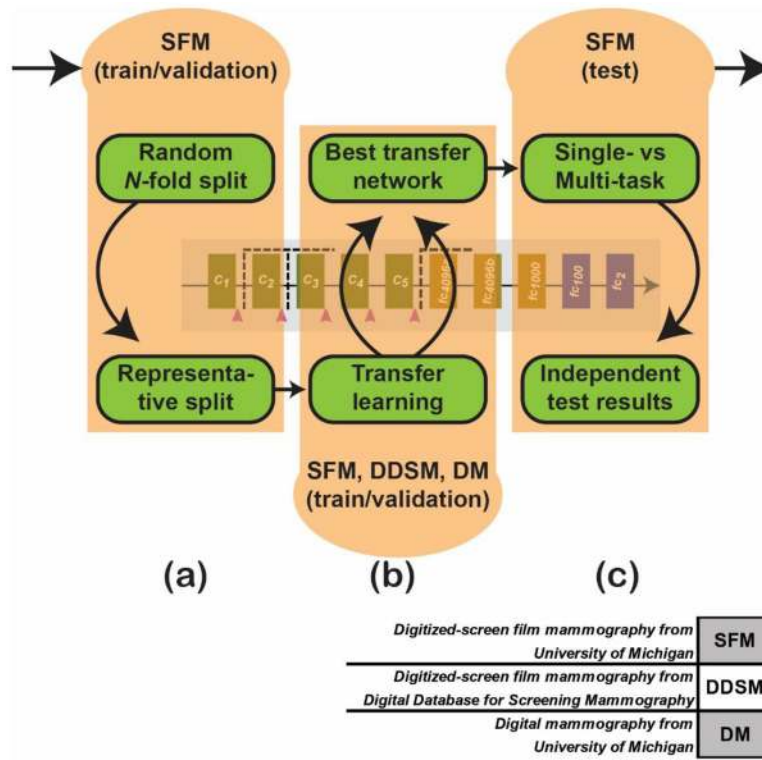 SFM
(train/validation)
Random
N-fold split
Representa-
tive split
Best transfer
network
Transfer
learning
SFM, DDSM, DM
(train/validation)
SFM
(test)
Single- vs
Multi-task
Independent
test results
C1
C2
C3
C4
C5
fc4096a
fc4096b
fc1000
fc100
fc2
(a)
(b)
(c)
Digitized-screen film mammography from
University of Michigan
SFM
Digitized-screen film mammography from
Digital Database for Screening Mammography
DDSM
Digital mammography from
University of Michigan
DM